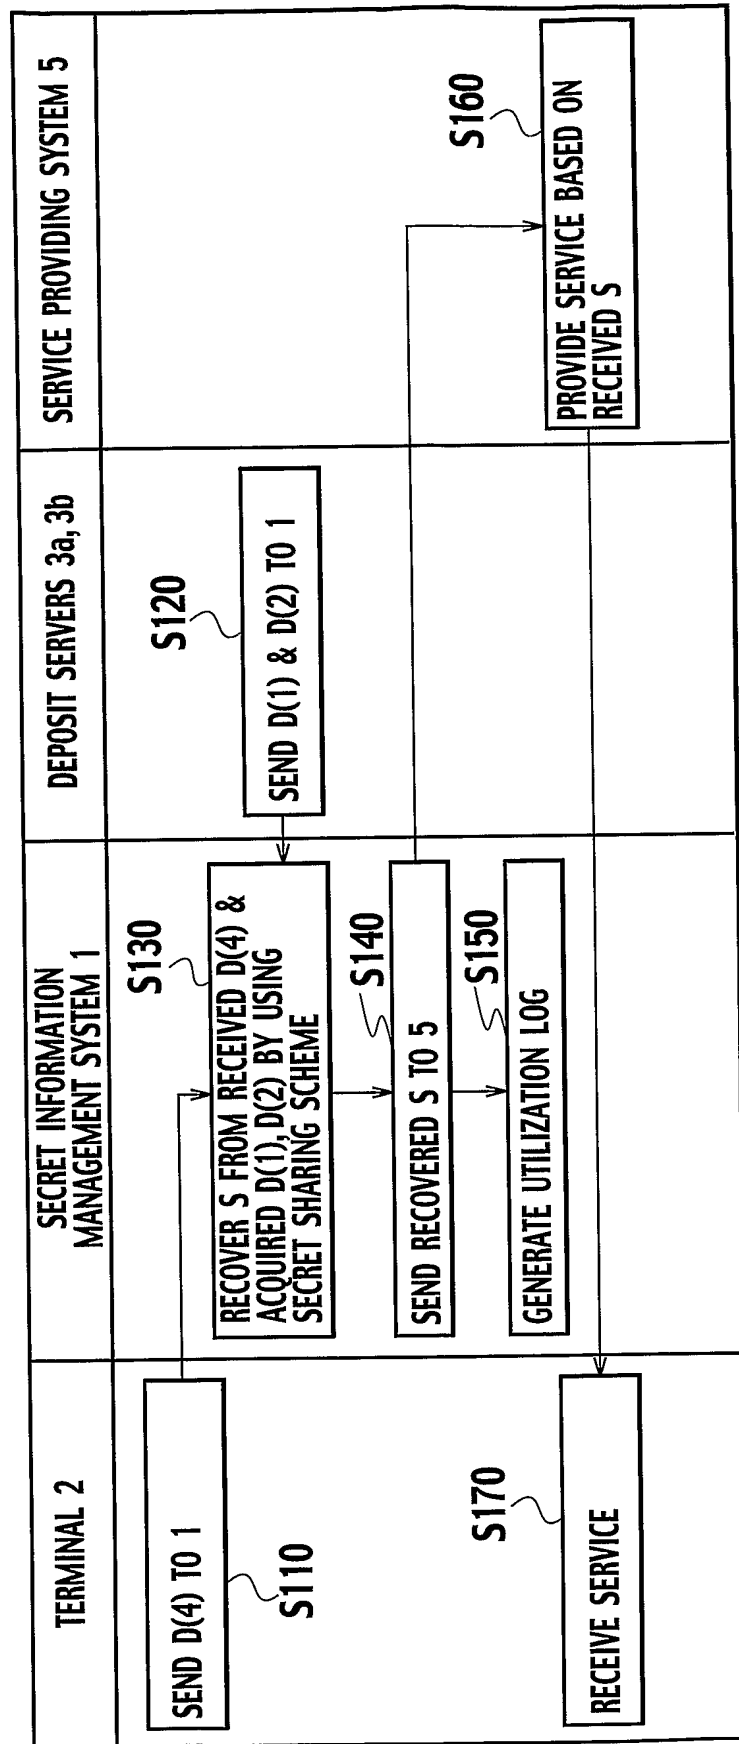 TERMINAL 2
SECRET INFORMATION
MANAGEMENT SYSTEM 1
DEPOSIT SERVERS 3a, 3b
SERVICE PROVIDING SYSTEM 5
SEND D(4) TO 1
S110
S120
SEND D(1) & D(2) TO 1
S130
RECOVER S FROM RECEIVED D(4) &
ACQUIRED D(1), D(2) BY USING
SECRET SHARING SCHEME
S140
SEND RECOVERED S TO 5
S150
GENERATE UTILIZATION LOG
S160
PROVIDE SERVICE BASED ON
RECEIVED S
S170
RECEIVE SERVICE